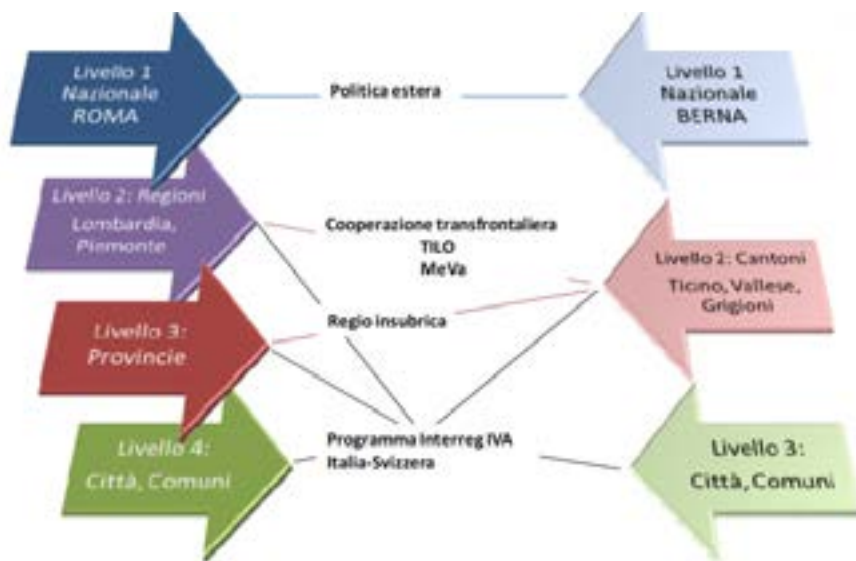 Livello 1
Nazionale
ROMA
Politica estera
Livello 1
Nazionale
BERNA
Livello 2: Regioni
Lombardia,
Piemonte
Cooperazione transfrontaliera
TILO
MeVa
Livello 2: Cantoni
Ticino, Vallese,
Grigioni
Livello 3:
Provincie
Regio insubrica
Livello 4:
Città, Comuni
Programma Interreg IVA
Italia-Svizzera
Livello 3:
Città, Comuni